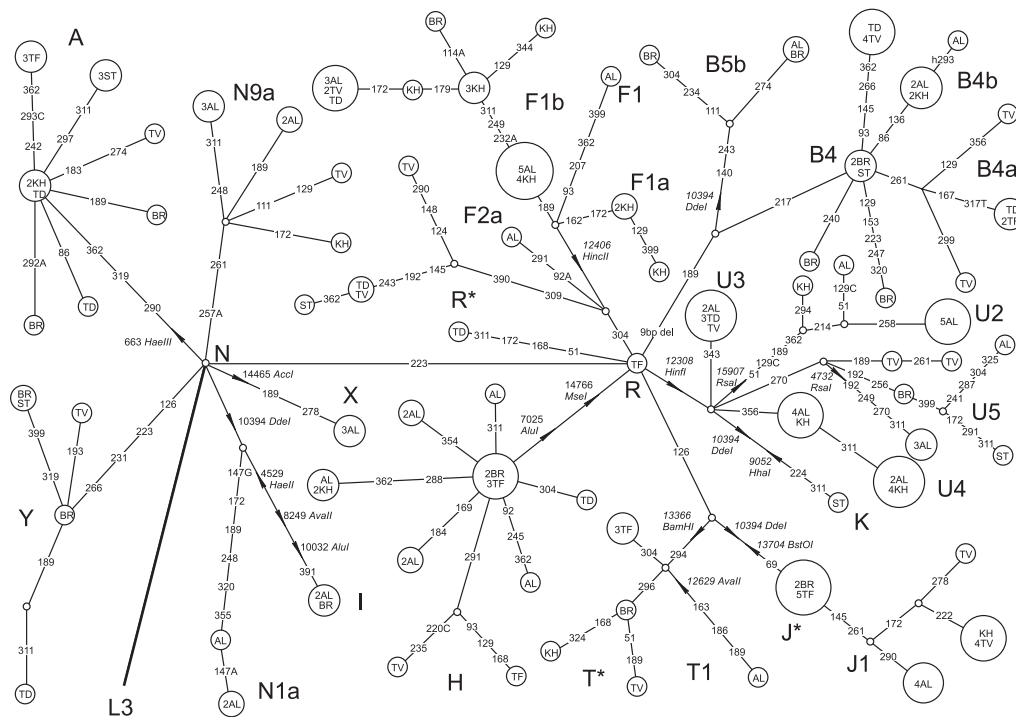 A
3TF
362
293C
242
3ST
311
297
TV
274
183
2KH
TD
189
BR
292A
BR
86
TD
362
319
290
663 HaeIII
N9a
3AL
311
248
2AL
189
TV
129
111
172
KH
261
257A
N
3AL
2TV
TD
172
KH
179
BR
114A
3KH
129
344
KH
311
249
232A
F1b
5AL
4KH
189
F1
AL
399
362
207
93
162
172
2KH
129
399
KH
F1a
12406
HincII
F2a
AL
291
92A
309
304
TV
290
148
124
145
192
243
TD
TV
362
ST
390
R*
TD
311
172
168
51
223
TF
R
B5b
BR
304
234
111
AL
BR
274
243
140
10394
DdeI
217
189
9bp del
B4
TD
4TV
362
266
145
93
2AL
2KH
136
86
AL
h293
B4b
2BR
ST
240
BR
129
153
223
247
320
BR
261
TV
356
129
B4a
167
317T
TD
2TF
299
TV
U3
2AL
3TD
TV
343
12308
HinfI
15907
RsaI
51
129C
189
362
KH
294
214
AL
129C
51
258
5AL
U2
270
4732
RsaI
189
TV
261
TV
192
256
BR
399
241
287
304
325
AL
172
291
311
ST
U5
192
249
270
311
3AL
356
4AL
KH
311
2AL
4KH
U4
10394
DdeI
9052
HhaI
224
311
ST
K
14465 AccI
189
278
3AL
X
10394 DdeI
147G
172
189
248
320
355
AL
147A
2AL
N1a
4529
HaeII
8249 AvaII
10032 AluI
391
2AL
BR
I
126
223
231
266
BR
BR
ST
399
319
TV
193
Y
189
311
TD
L3
14766
MseI
7025
AluI
2BR
3TF
2AL
354
AL
311
AL
2KH
362
288
304
TD
169
184
2AL
92
245
362
AL
291
220C
235
TV
93
129
168
TF
H
126
13366
BamHI
10394 DdeI
13704 BstOI
69
2BR
5TF
J*
145
261
172
278
TV
222
KH
4TV
290
4AL
J1
294
3TF
304
12629 AvaII
163
186
189
AL
T1
296
BR
168
324
KH
51
189
TV
T*